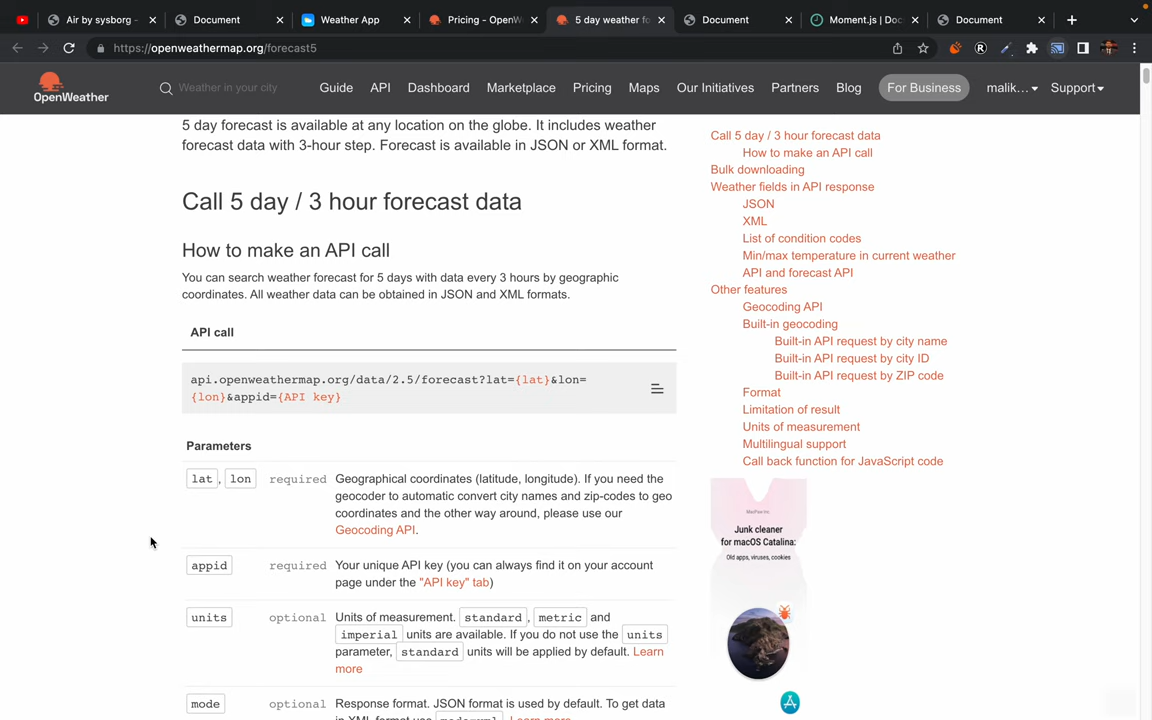 Air by sysborg
Document
Weather App
Pricing - OpenW
5 day weather fo
Document
Moment.js | Doc
Document
https://openweathermap.org/forecast5
OpenWeather
Weather in your city
Guide
API
Dashboard
Marketplace
Pricing
Maps
Our Initiatives
Partners
Blog
For Business
malik...
Support
5 day forecast is available at any location on the globe. It includes weather
forecast data with 3-hour step. Forecast is available in JSON or XML format.
Call 5 day / 3 hour forecast data
How to make an API call
You can search weather forecast for 5 days with data every 3 hours by geographic
coordinates. All weather data can be obtained in JSON and XML formats.
API call
api.openweathermap.org/data/2.5/forecast?lat={lat}&lon=
{lon}&appid={API key}
Parameters
lat, lon required Geographical coordinates (latitude, longitude). If you need the
geocoder to automatic convert city names and zip-codes to geo
coordinates and the other way around, please use our
Geocoding API.
appid required Your unique API key (you can always find it on your account
page under the "API key" tab)
units optional Units of measurement. standard, metric and
imperial units are available. If you do not use the units
parameter, standard units will be applied by default. Learn
more
mode optional Response format. JSON format is used by default. To get data
in XML format use mode=xml. Learn more
Call 5 day / 3 hour forecast data
How to make an API call
Bulk downloading
Weather fields in API response
JSON
XML
List of condition codes
Min/max temperature in current weather
API and forecast API
Other features
Geocoding API
Built-in geocoding
Built-in API request by city name
Built-in API request by city ID
Built-in API request by ZIP code
Format
Limitation of result
Units of measurement
Multilingual support
Call back function for JavaScript code
MacPaw Inc
Junk cleaner
for macOS Catalina:
Old apps, viruses, cookies